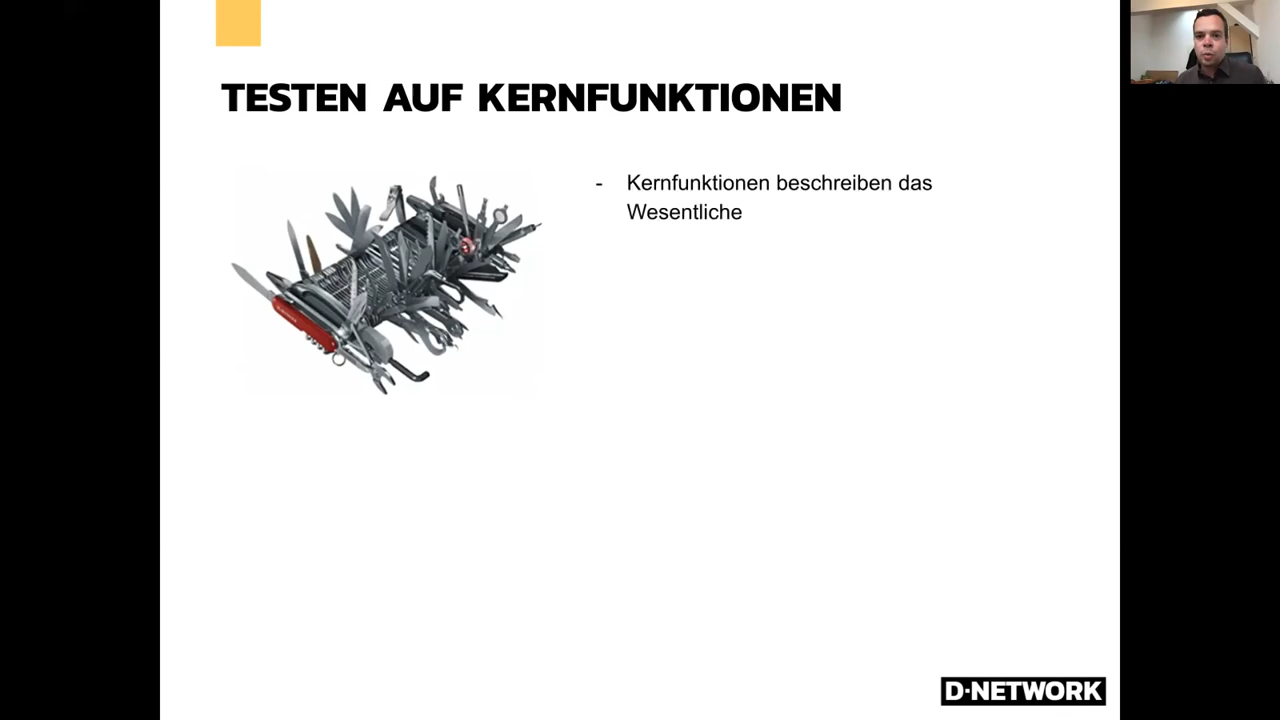 TESTEN AUF KERNFUNKTIONEN
- Kernfunktionen beschreiben das
Wesentliche
D·NETWORK